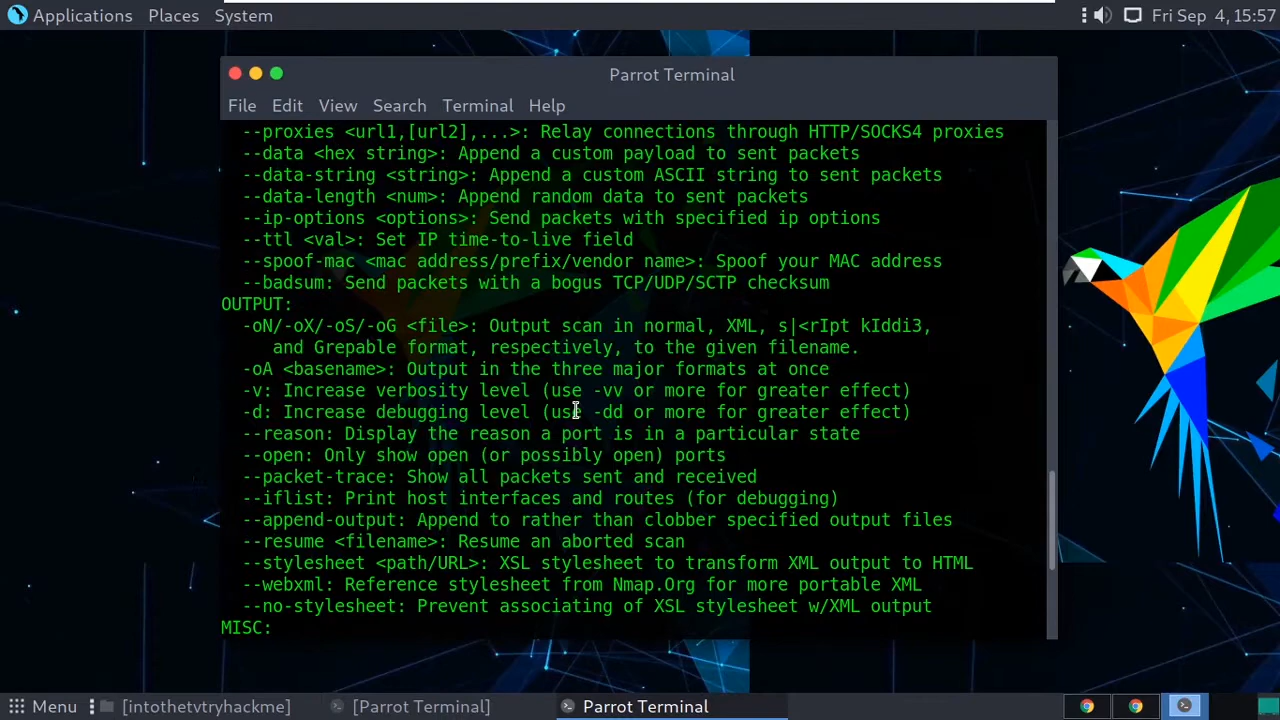 Applications Places System Fri Sep 4, 15:57
Parrot Terminal
File Edit View Search Terminal Help
--proxies <url1,[url2],...>: Relay connections through HTTP/SOCKS4 proxies
--data <hex string>: Append a custom payload to sent packets
--data-string <string>: Append a custom ASCII string to sent packets
--data-length <num>: Append random data to sent packets
--ip-options <options>: Send packets with specified ip options
--ttl <val>: Set IP time-to-live field
--spoof-mac <mac address/prefix/vendor name>: Spoof your MAC address
--badsum: Send packets with a bogus TCP/UDP/SCTP checksum
OUTPUT:
-oN/-oX/-oS/-oG <file>: Output scan in normal, XML, s|<rIpt kIddi3,
and Grepable format, respectively, to the given filename.
-oA <basename>: Output in the three major formats at once
-v: Increase verbosity level (use -vv or more for greater effect)
-d: Increase debugging level (use -dd or more for greater effect)
--reason: Display the reason a port is in a particular state
--open: Only show open (or possibly open) ports
--packet-trace: Show all packets sent and received
--iflist: Print host interfaces and routes (for debugging)
--append-output: Append to rather than clobber specified output files
--resume <filename>: Resume an aborted scan
--stylesheet <path/URL>: XSL stylesheet to transform XML output to HTML
--webxml: Reference stylesheet from Nmap.Org for more portable XML
--no-stylesheet: Prevent associating of XSL stylesheet w/XML output
MISC:
Menu [intothetvtryhackme] [Parrot Terminal] Parrot Terminal